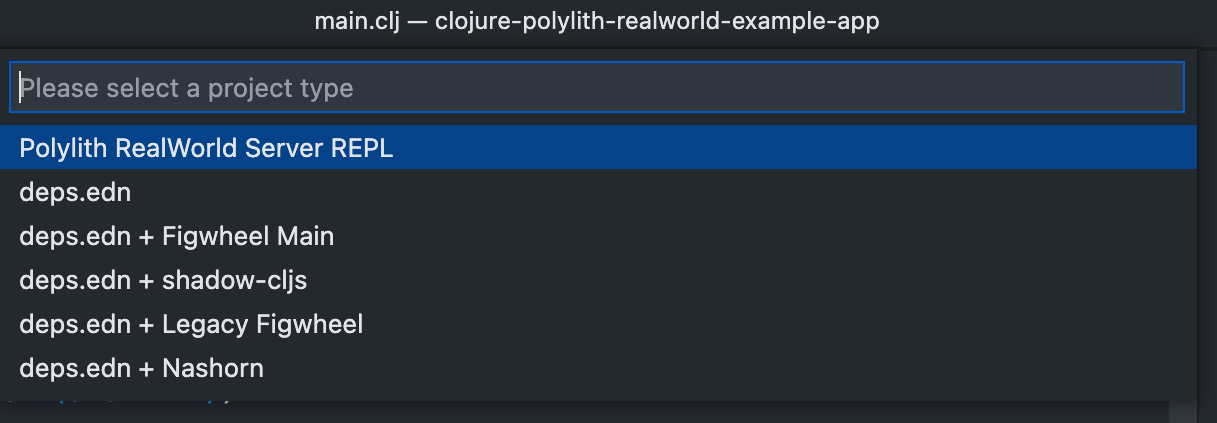 main.clj — clojure-polylith-realworld-example-app
Please select a project type
Polylith RealWorld Server REPL
deps.edn
deps.edn + Figwheel Main
deps.edn + shadow-cljs
deps.edn + Legacy Figwheel
deps.edn + Nashorn